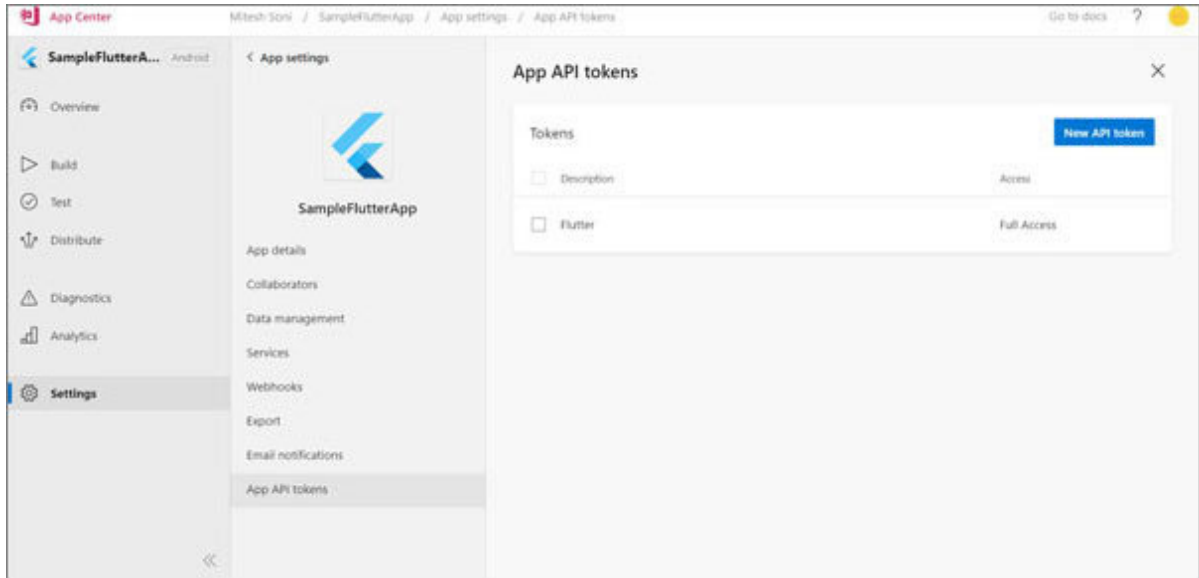 App Center
Mitesh Soni / SampleFlutterApp / App settings / App API tokens
Go to docs ?
SampleFlutterA... Android
Overview
Build
Test
Distribute
Diagnostics
Analytics
Settings
App settings
SampleFlutterApp
App details
Collaborators
Data management
Services
Webhooks
Export
Email notifications
App API tokens
App API tokens
Tokens
New API token
Description Access
Flutter Full Access